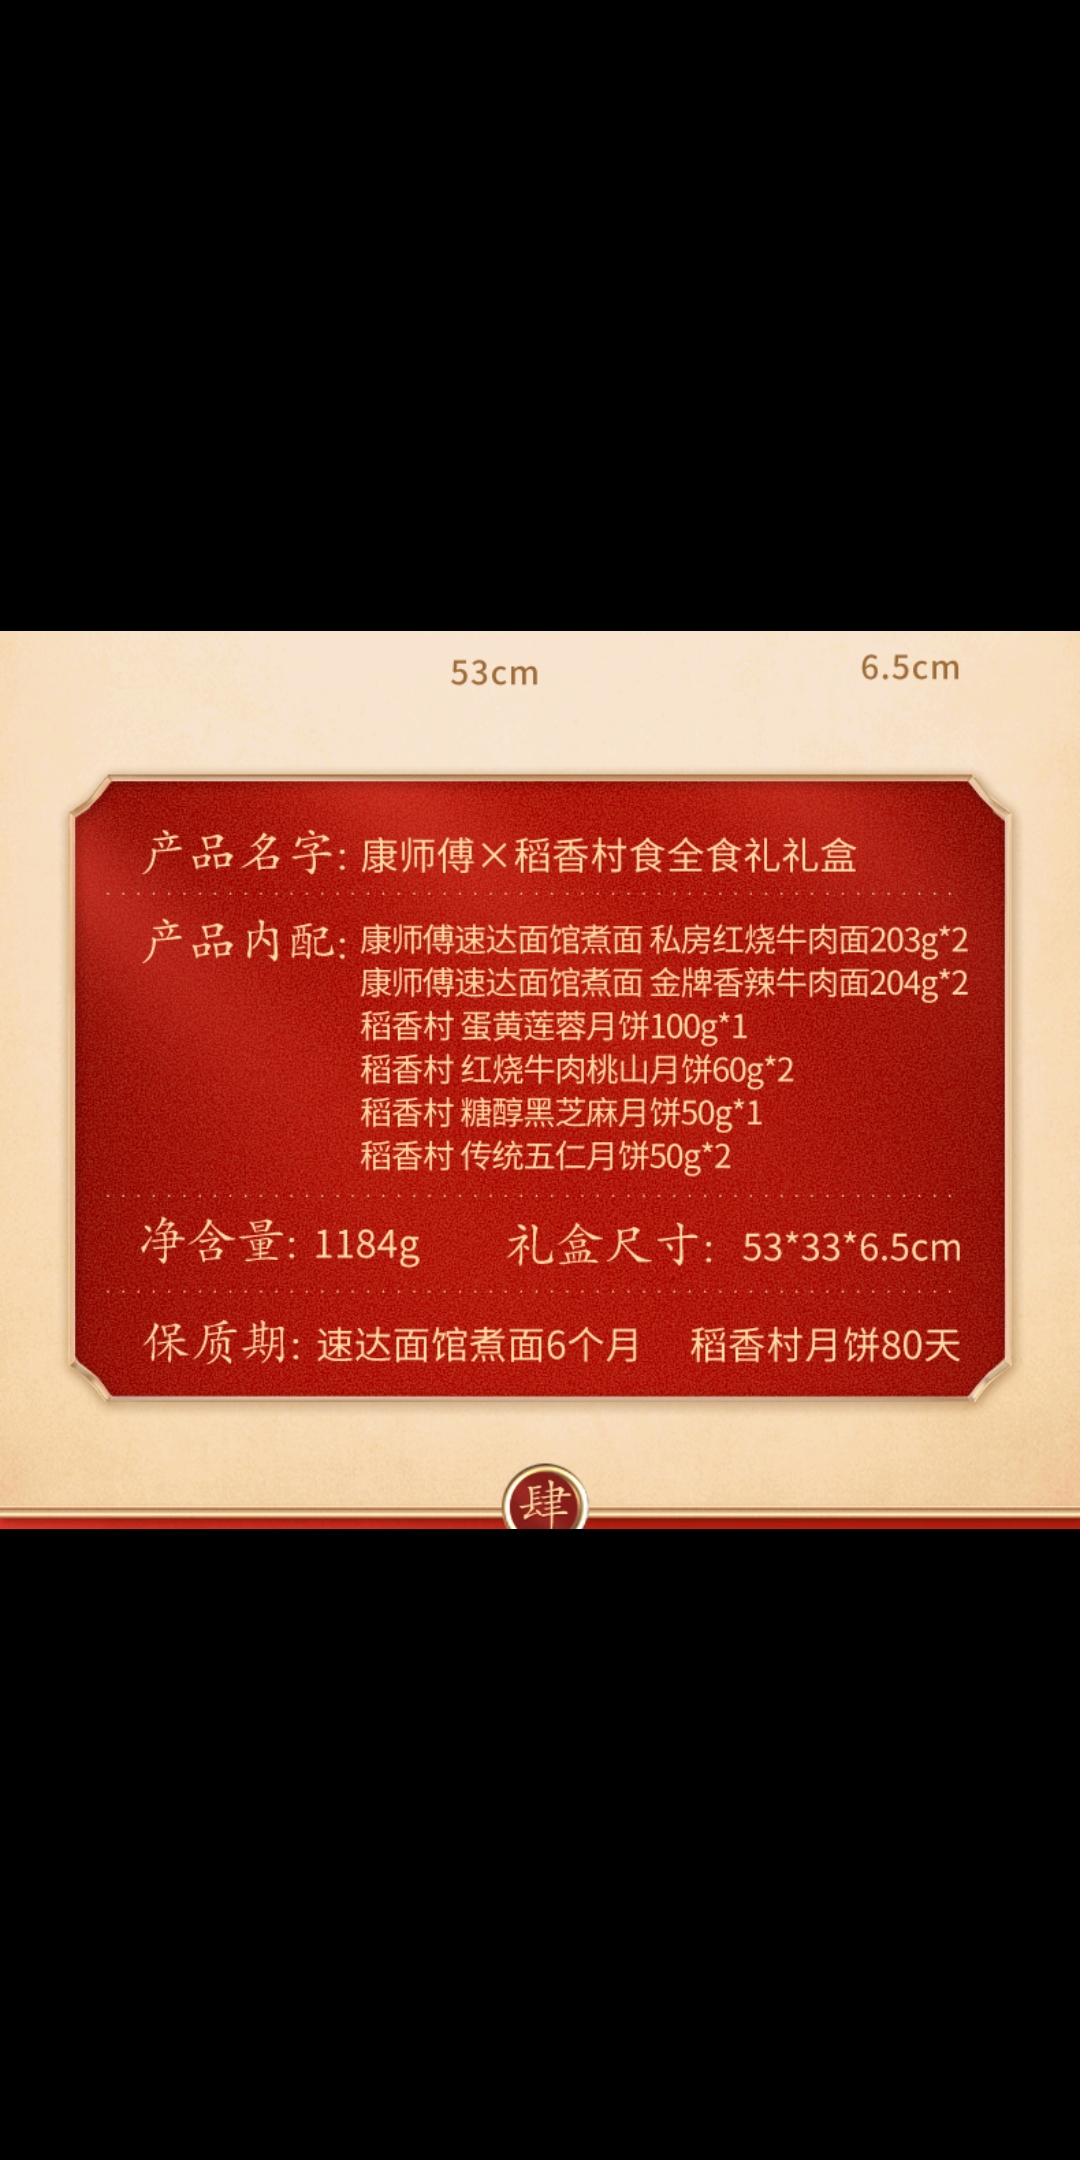 53cm 6.5cm
产品名字: 康师傅×稻香村食全食礼礼盒
产品内配: 康师傅速达面馆煮面 私房红烧牛肉面203g*2
康师傅速达面馆煮面 金牌香辣牛肉面204g*2
稻香村 蛋黄莲蓉月饼100g*1
稻香村 红烧牛肉桃山月饼60g*2
稻香村 糖醇黑芝麻月饼50g*1
稻香村 传统五仁月饼50g*2
净含量: 1184g 礼盒尺寸: 53*33*6.5cm
保质期: 速达面馆煮面6个月 稻香村月饼80天
肆